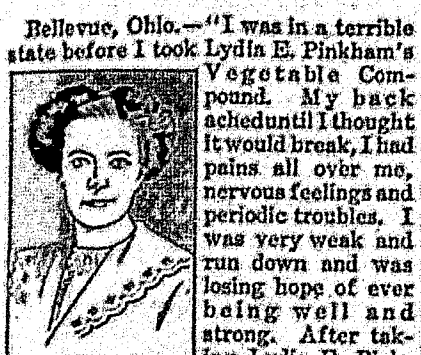 Bellevue, Ohio.—"I was in a terrible
state before I took Lydia E. Pinkham's
Vegetable Com-
pound. My back
ached until I thought
it would break, I had
pains all over me,
nervous feelings and
periodic troubles. I
was very weak and
run down and was
losing hope of ever
being well and
strong. After tak-